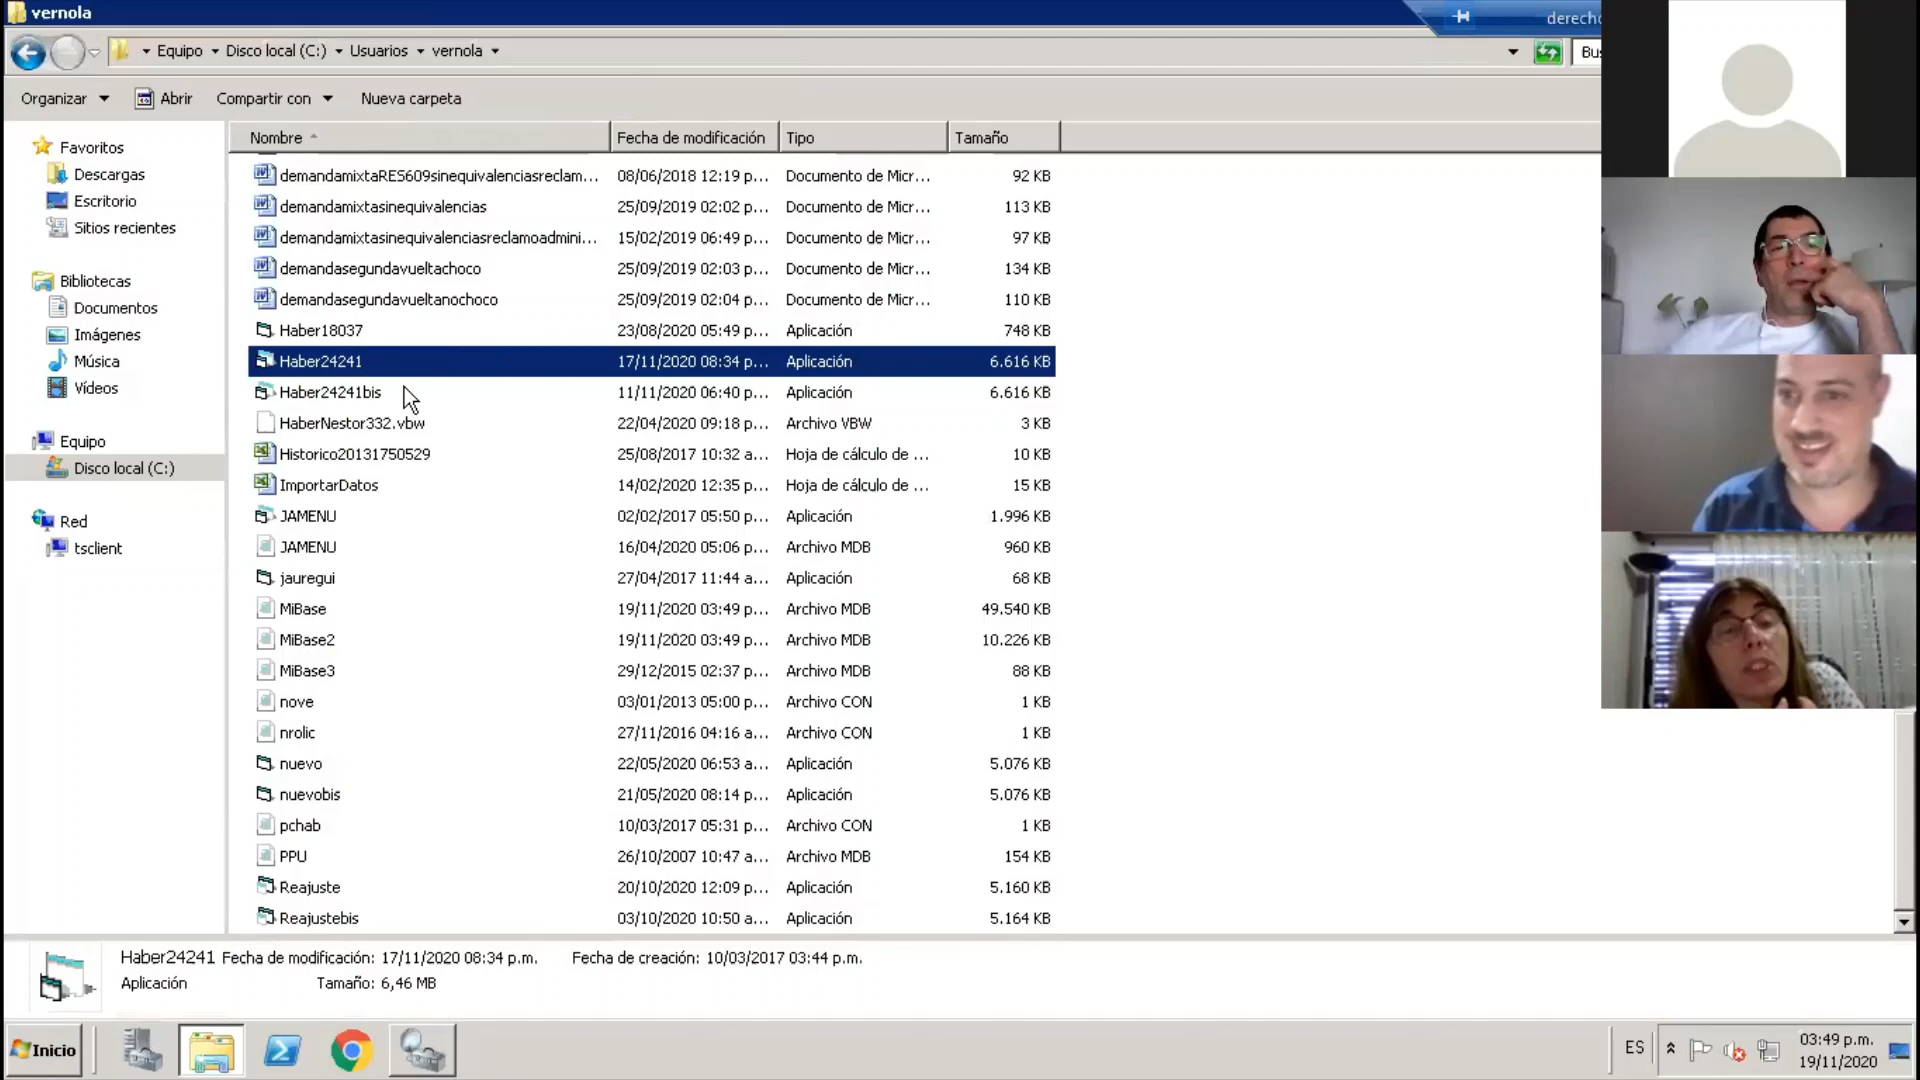 vernola
derecho
Equipo Disco local (C:) Usuarios vernola
Organizar Abrir Compartir con Nueva carpeta
Nombre Fecha de modificación Tipo Tamaño
Favoritos
Descargas
Escritorio
Sitios recientes
Bibliotecas
Documentos
Imágenes
Música
Vídeos
Equipo
Disco local (C:)
Red
tsclient
demandamixtaRES609sinequivalenciasreclam... 08/06/2018 12:19 p... Documento de Micr... 92 KB
demandamixtasinequivalencias 25/09/2019 02:02 p... Documento de Micr... 113 KB
demandamixtasinequivalenciasreclamoadmini... 15/02/2019 06:49 p... Documento de Micr... 97 KB
demandasegundavueltachoco 25/09/2019 02:03 p... Documento de Micr... 134 KB
demandasegundavueltanochoco 25/09/2019 02:04 p... Documento de Micr... 110 KB
Haber18037 23/08/2020 05:49 p... Aplicación 748 KB
Haber24241 17/11/2020 08:34 p... Aplicación 6.616 KB
Haber24241bis 11/11/2020 06:40 p... Aplicación 6.616 KB
HaberNestor332.vbw 22/04/2020 09:18 p... Archivo VBW 3 KB
Historico20131750529 25/08/2017 10:32 a... Hoja de cálculo de ... 10 KB
ImportarDatos 14/02/2020 12:35 p... Hoja de cálculo de ... 15 KB
JAMENU 02/02/2017 05:50 p... Aplicación 1.996 KB
JAMENU 16/04/2020 05:06 p... Archivo MDB 960 KB
jauregui 27/04/2017 11:44 a... Aplicación 68 KB
MiBase 19/11/2020 03:49 p... Archivo MDB 49.540 KB
MiBase2 19/11/2020 03:49 p... Archivo MDB 10.226 KB
MiBase3 29/12/2015 02:37 p... Archivo MDB 88 KB
nove 03/01/2013 05:00 p... Archivo CON 1 KB
nrolic 27/11/2016 04:16 a... Archivo CON 1 KB
nuevo 22/05/2020 06:53 a... Aplicación 5.076 KB
nuevobis 21/05/2020 08:14 p... Aplicación 5.076 KB
pchab 10/03/2017 05:31 p... Archivo CON 1 KB
PPU 26/10/2007 10:47 a... Archivo MDB 154 KB
Reajuste 20/10/2020 12:09 p... Aplicación 5.160 KB
Reajustebis 03/10/2020 10:50 a... Aplicación 5.164 KB
Haber24241 Fecha de modificación: 17/11/2020 08:34 p.m. Fecha de creación: 10/03/2017 03:44 p.m.
Aplicación Tamaño: 6,46 MB
Inicio
ES
03:49 p.m.
19/11/2020